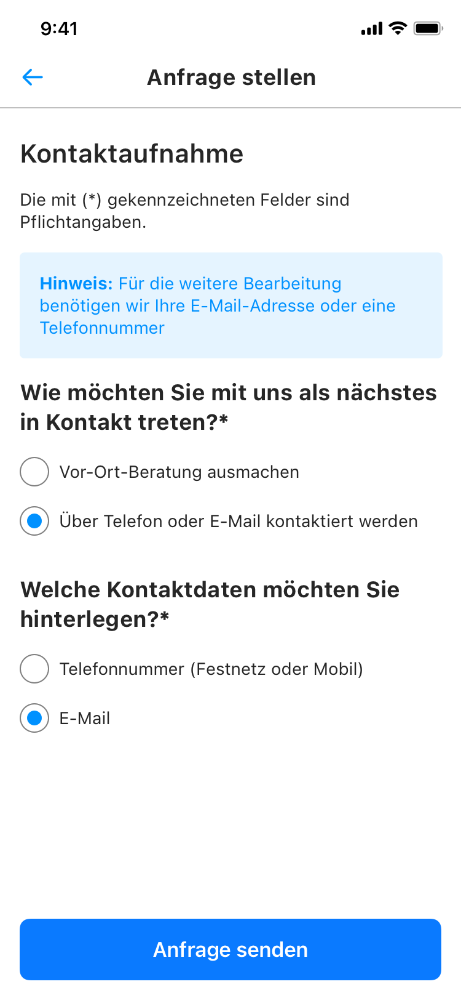 9:41
Anfrage stellen
Kontaktaufnahme
Die mit (*) gekennzeichneten Felder sind
Pflichtangaben.
Hinweis: Für die weitere Bearbeitung
benötigen wir Ihre E-Mail-Adresse oder eine
Telefonnummer
Wie möchten Sie mit uns als nächstes
in Kontakt treten?*
Vor-Ort-Beratung ausmachen
Über Telefon oder E-Mail kontaktiert werden
Welche Kontaktdaten möchten Sie
hinterlegen?*
Telefonnummer (Festnetz oder Mobil)
E-Mail
Anfrage senden